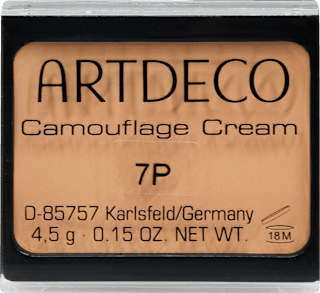 ARTDECO
Camouflage Cream
7P
D-85757 Karlsfeld/Germany
4,5 g · 0.15 OZ. NET WT.
18M